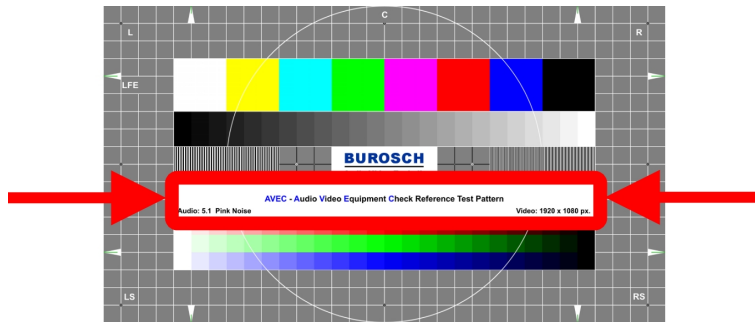 L C R
LFE
BUROSCH
AVEC - Audio Video Equipment Check Reference Test Pattern
Audio: 5.1 Pink Noise Video: 1920 x 1080 px.
LS RS